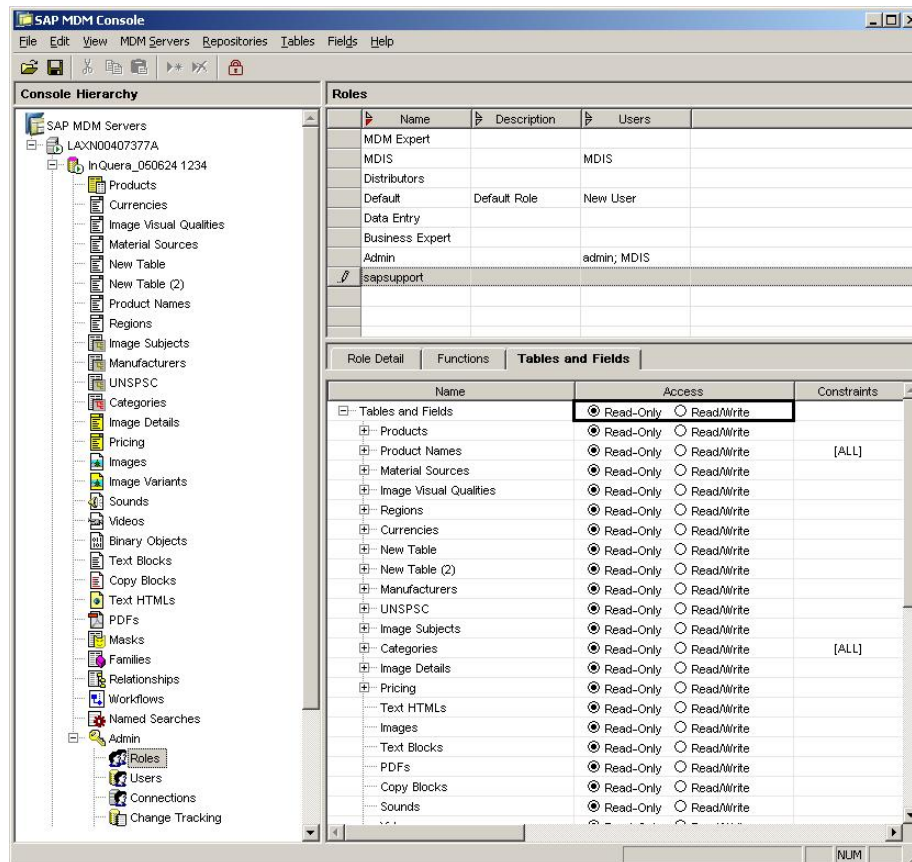 SAP MDM Console
File Edit View MDM Servers Repositories Tables Fields Help
Console Hierarchy
SAP MDM Servers
LAXN00407377A
InQuera_050624 1234
Products
Currencies
Image Visual Qualities
Material Sources
New Table
New Table (2)
Product Names
Regions
Image Subjects
Manufacturers
UNSPSC
Categories
Image Details
Pricing
Images
Image Variants
Sounds
Videos
Binary Objects
Text Blocks
Copy Blocks
Text HTMLs
PDFs
Masks
Families
Relationships
Workflows
Named Searches
Admin
Roles
Users
Connections
Change Tracking
Roles
Name Description Users
MDM Expert
MDIS MDIS
Distributors
Default Default Role New User
Data Entry
Business Expert
Admin admin; MDIS
sapsupport
Role Detail Functions Tables and Fields
Name Access Constraints
Tables and Fields Read-Only Read/Write
Products Read-Only Read/Write
Product Names Read-Only Read/Write [ALL]
Material Sources Read-Only Read/Write
Image Visual Qualities Read-Only Read/Write
Regions Read-Only Read/Write
Currencies Read-Only Read/Write
New Table Read-Only Read/Write
New Table (2) Read-Only Read/Write
Manufacturers Read-Only Read/Write
UNSPSC Read-Only Read/Write
Image Subjects Read-Only Read/Write
Categories Read-Only Read/Write [ALL]
Image Details Read-Only Read/Write
Pricing Read-Only Read/Write
Text HTMLs Read-Only Read/Write
Images Read-Only Read/Write
Text Blocks Read-Only Read/Write
PDFs Read-Only Read/Write
Copy Blocks Read-Only Read/Write
Sounds Read-Only Read/Write
NUM